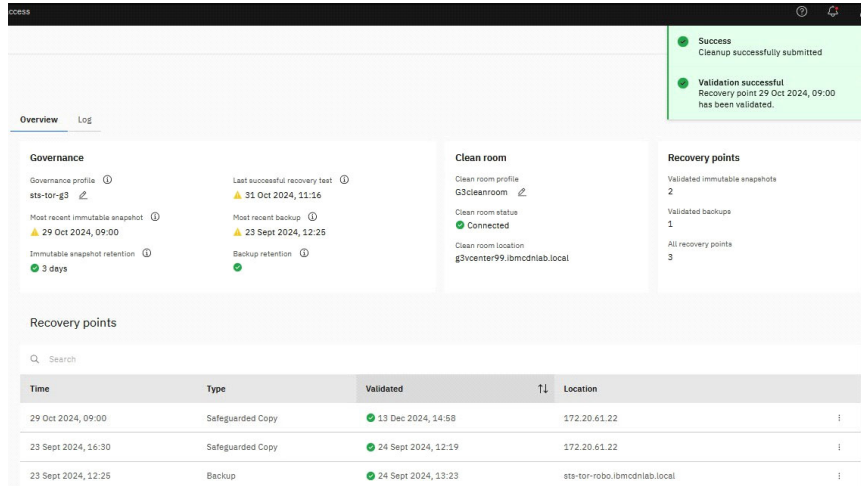 ccess
Success
Cleanup successfully submitted
Validation successful
Recovery point 29 Oct 2024, 09:00
has been validated.
Overview Log
Governance
Governance profile
sts-tor-g3
Last successful recovery test
31 Oct 2024, 11:16
Most recent immutable snapshot
29 Oct 2024, 09:00
Most recent backup
23 Sept 2024, 12:25
Immutable snapshot retention
3 days
Backup retention
Clean room
Clean room profile
G3cleanroom
Clean room status
Connected
Clean room location
g3vcenter99.ibmcdnlab.local
Recovery points
Validated immutable snapshots
2
Validated backups
1
All recovery points
3
Recovery points
Search
Time Type Validated Location
29 Oct 2024, 09:00 Safeguarded Copy 13 Dec 2024, 14:58 172.20.61.22
23 Sept 2024, 16:30 Safeguarded Copy 24 Sept 2024, 12:19 172.20.61.22
23 Sept 2024, 12:25 Backup 24 Sept 2024, 13:23 sts-tor-robo.ibmcdnlab.local